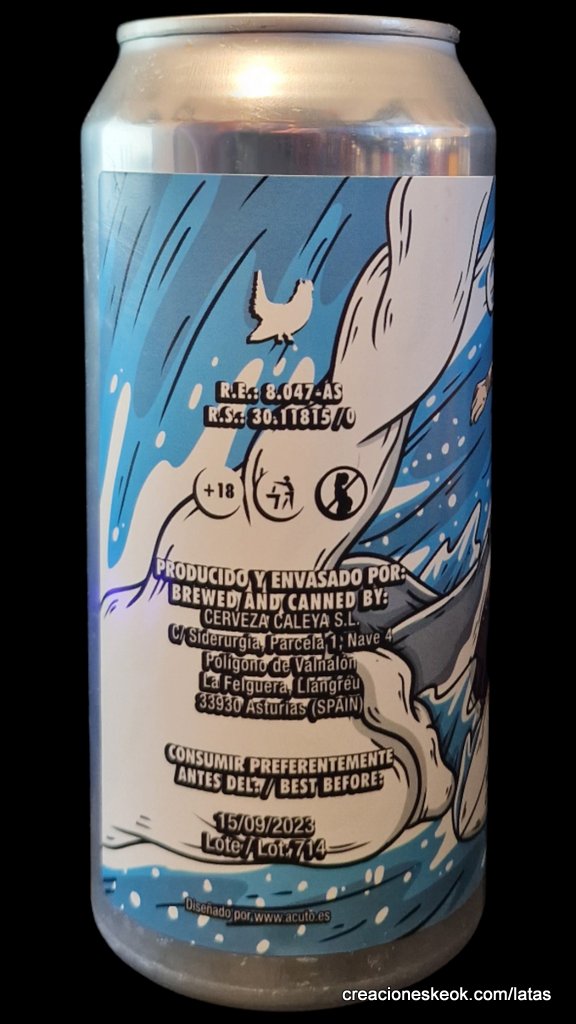 R.E.: 8.047-AS
R.S.: 30.11815/O
+18
PRODUCIDO Y ENVASADO POR:
BREWED AND CANNED BY:
CERVEZA CALEYA S.L.
C/ Siderurgia, Parcela 1, Nave 4
Polígono de Valnalón
La Felguera, Llangréu
33930 Asturias (SPAIN)
CONSUMIR PREFERENTEMENTE
ANTES DEL: / BEST BEFORE:
15/09/2023
Lote / Lot: 714
Diseñado por www.acuto.es
creacioneskeok.com/latas